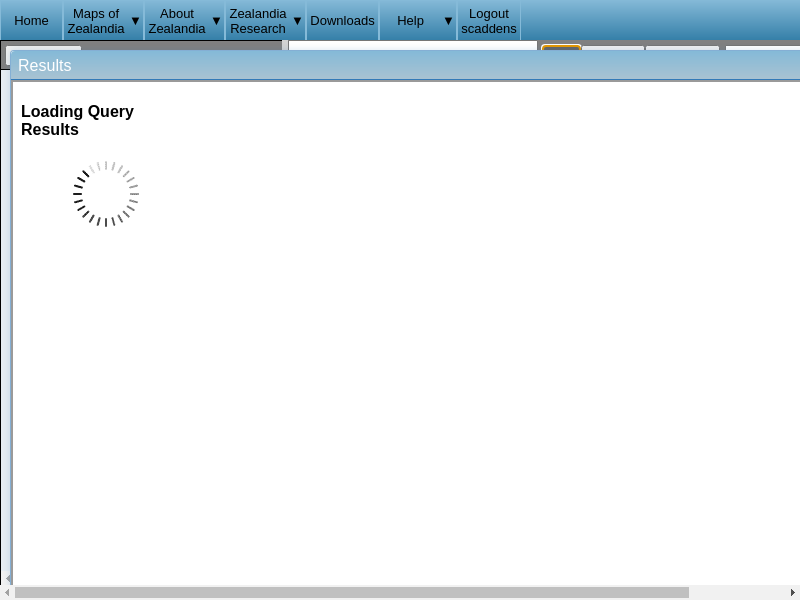 Home
Maps of
Zealandia ▼
About
Zealandia ▼
Zealandia
Research ▼
Downloads
Help ▼
Logout
scaddens
Results
Loading Query
Results